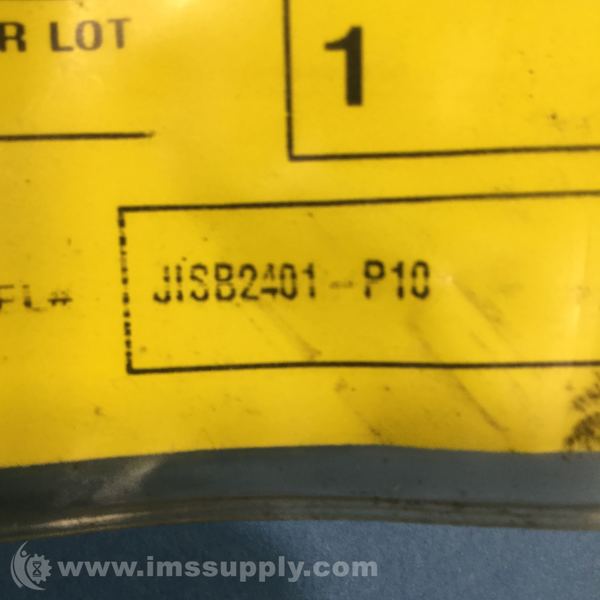 R LOT
1
FL# JISB2401-P10
www.imssupply.com